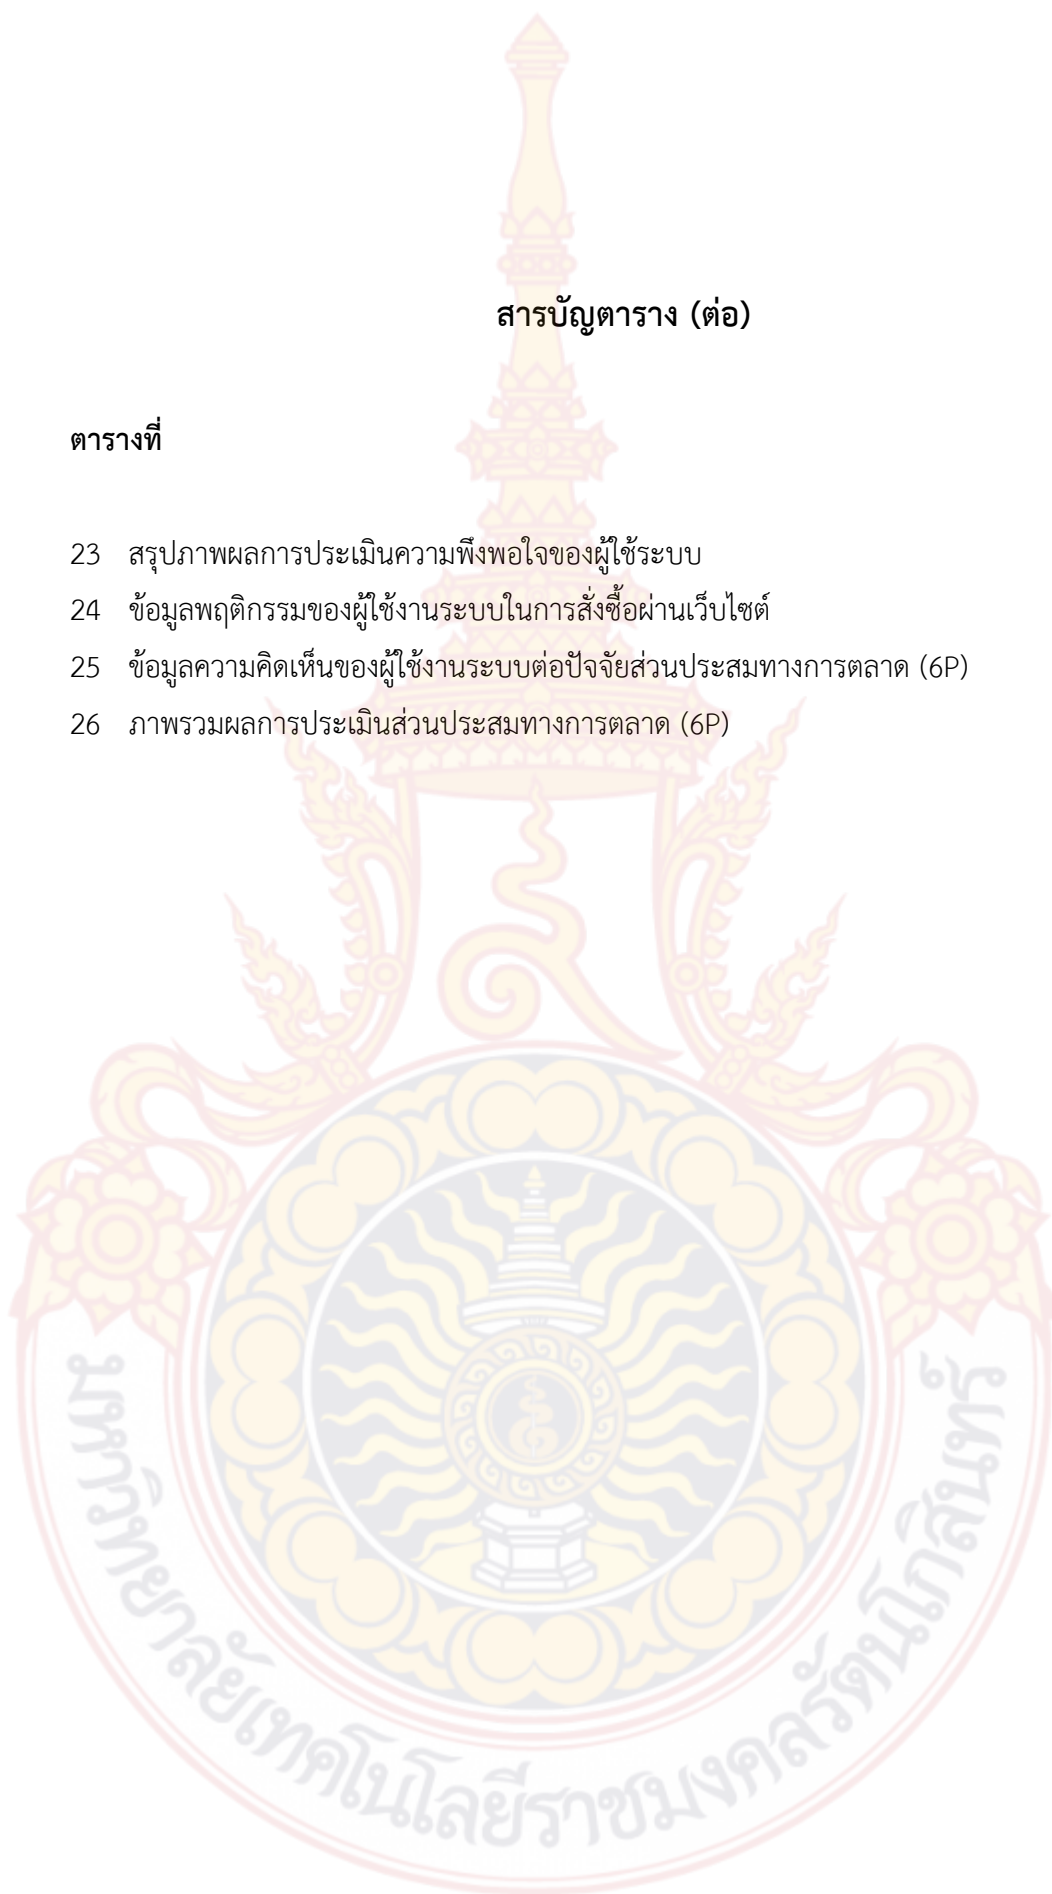 สารบัญตาราง (ต่อ)
ตารางที่
23 สรุปภาพผลการประเมินความพึงพอใจของผู้ใช้ระบบ
24 ข้อมูลพฤติกรรมของผู้ใช้งานระบบในการสั่งซื้อผ่านเว็บไซต์
25 ข้อมูลความคิดเห็นของผู้ใช้งานระบบต่อปัจจัยส่วนประสมทางการตลาด (6P)
26 ภาพรวมผลการประเมินส่วนประสมทางการตลาด (6P)
มหาวิทยาลัยเทคโนโลยีราชมงคลรัตนโกสินทร์